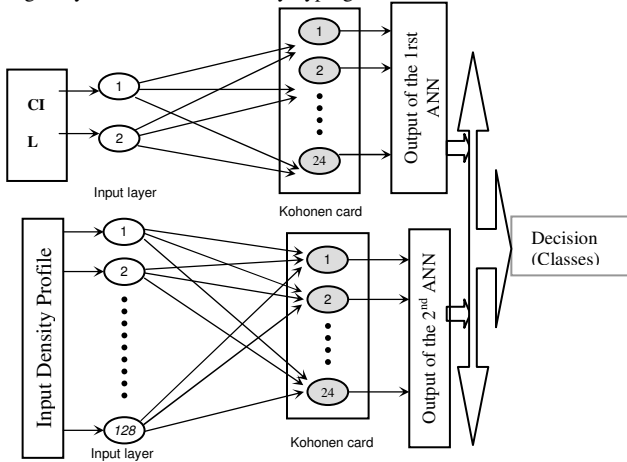 CI
L
1
2
Input layer
1
2
24
Kohonen card
Output of the 1rst
ANN
Input Density Profile
1
2
128
Input layer
1
2
24
Kohonen card
Output of the 2nd ANN
Decision
(Classes)